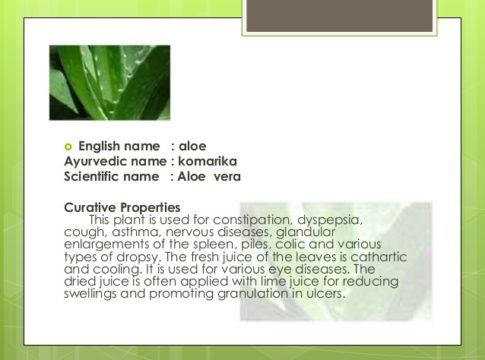 English name : aloe
Ayurvedic name : komarika
Scientific name : Aloe vera
Curative Properties
This plant is used for constipation, dyspepsia,
cough, asthma, nervous diseases, glandular
enlargements of the spleen, piles, colic and various
types of dropsy. The fresh juice of the leaves is cathartic
and cooling. It is used for various eye diseases. The
dried juice is often applied with lime juice for reducing
swellings and promoting granulation in ulcers.